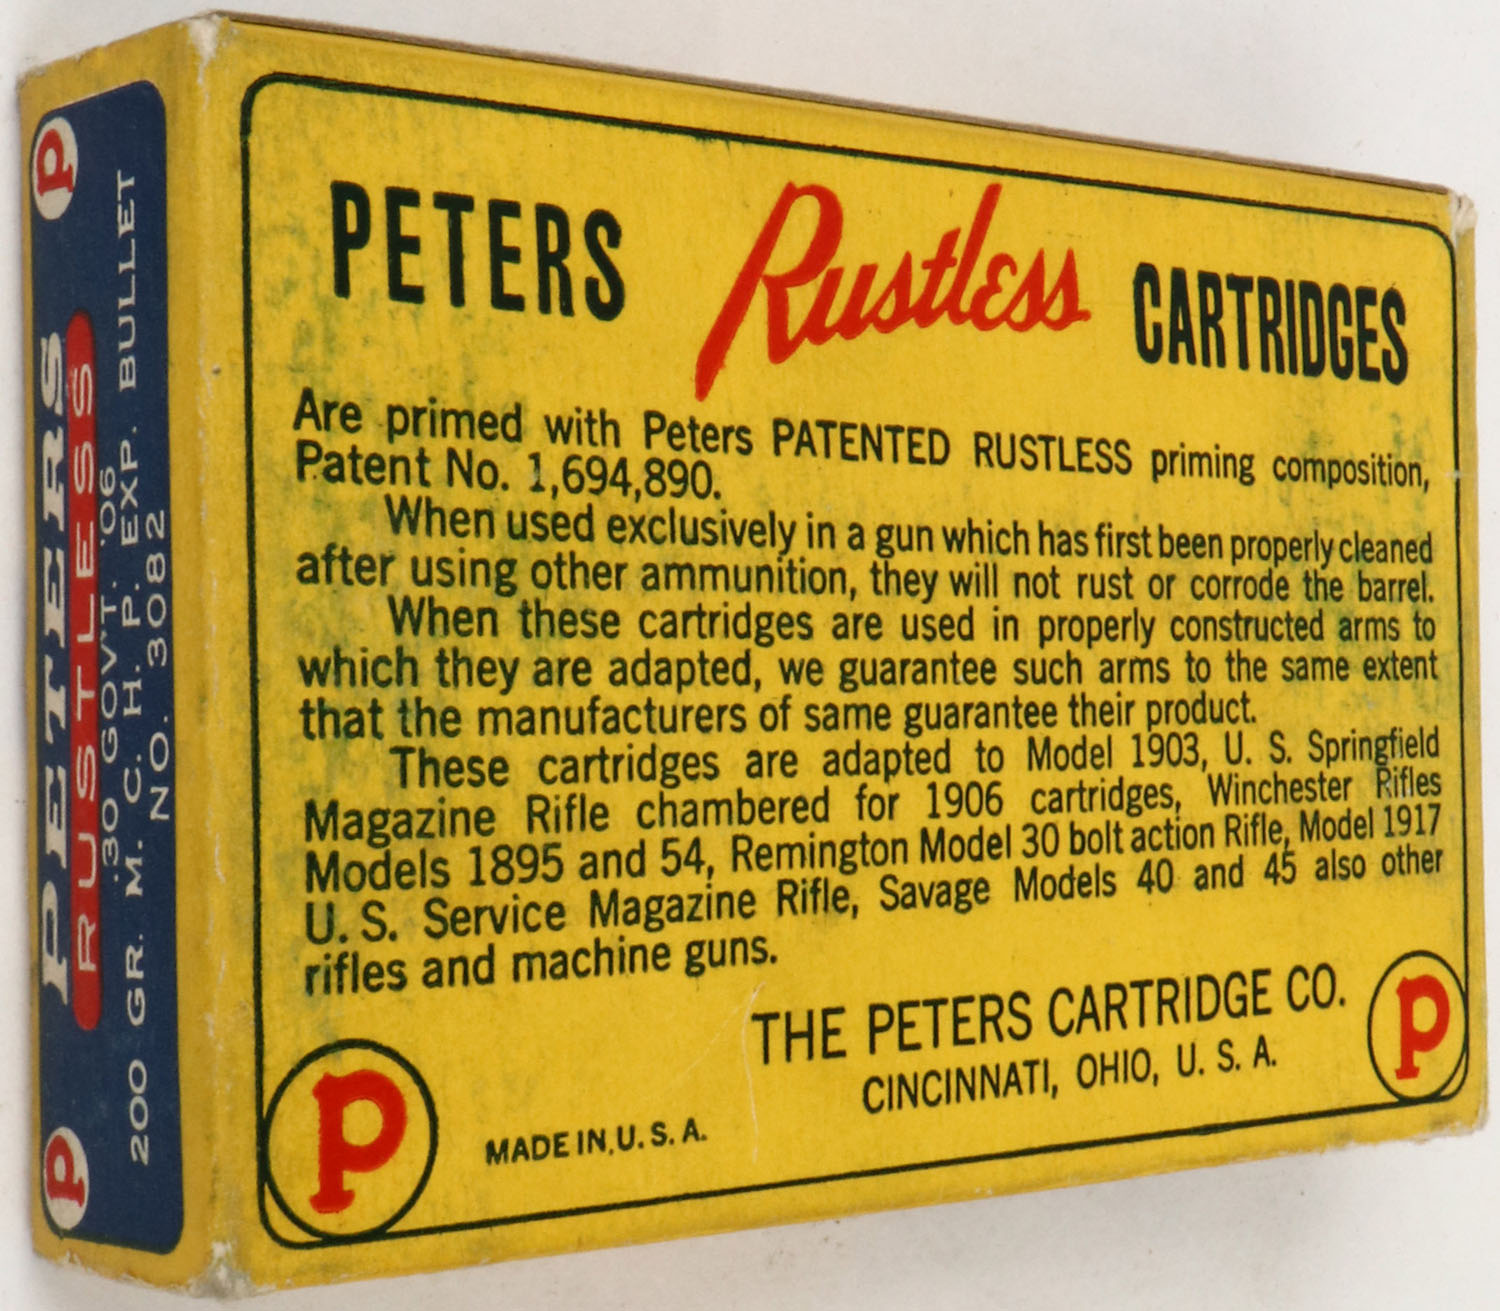 P
PETERS
RUSTLESS
.30 GOV'T. '06
200 GR. M. C. H. P. EXP. BULLET
NO. 3082
P
PETERS Rustless CARTRIDGES
Are primed with Peters PATENTED RUSTLESS priming composition,
Patent No. 1,694,890.
When used exclusively in a gun which has first been properly cleaned
after using other ammunition, they will not rust or corrode the barrel.
When these cartridges are used in properly constructed arms to
which they are adapted, we guarantee such arms to the same extent
that the manufacturers of same guarantee their product.
These cartridges are adapted to Model 1903, U. S. Springfield
Magazine Rifle chambered for 1906 cartridges, Winchester Rifles
Models 1895 and 54, Remington Model 30 bolt action Rifle, Model 1917
U. S. Service Magazine Rifle, Savage Models 40 and 45 also other
rifles and machine guns.
THE PETERS CARTRIDGE CO.
CINCINNATI, OHIO, U. S. A.
P
MADE IN U. S. A.
P